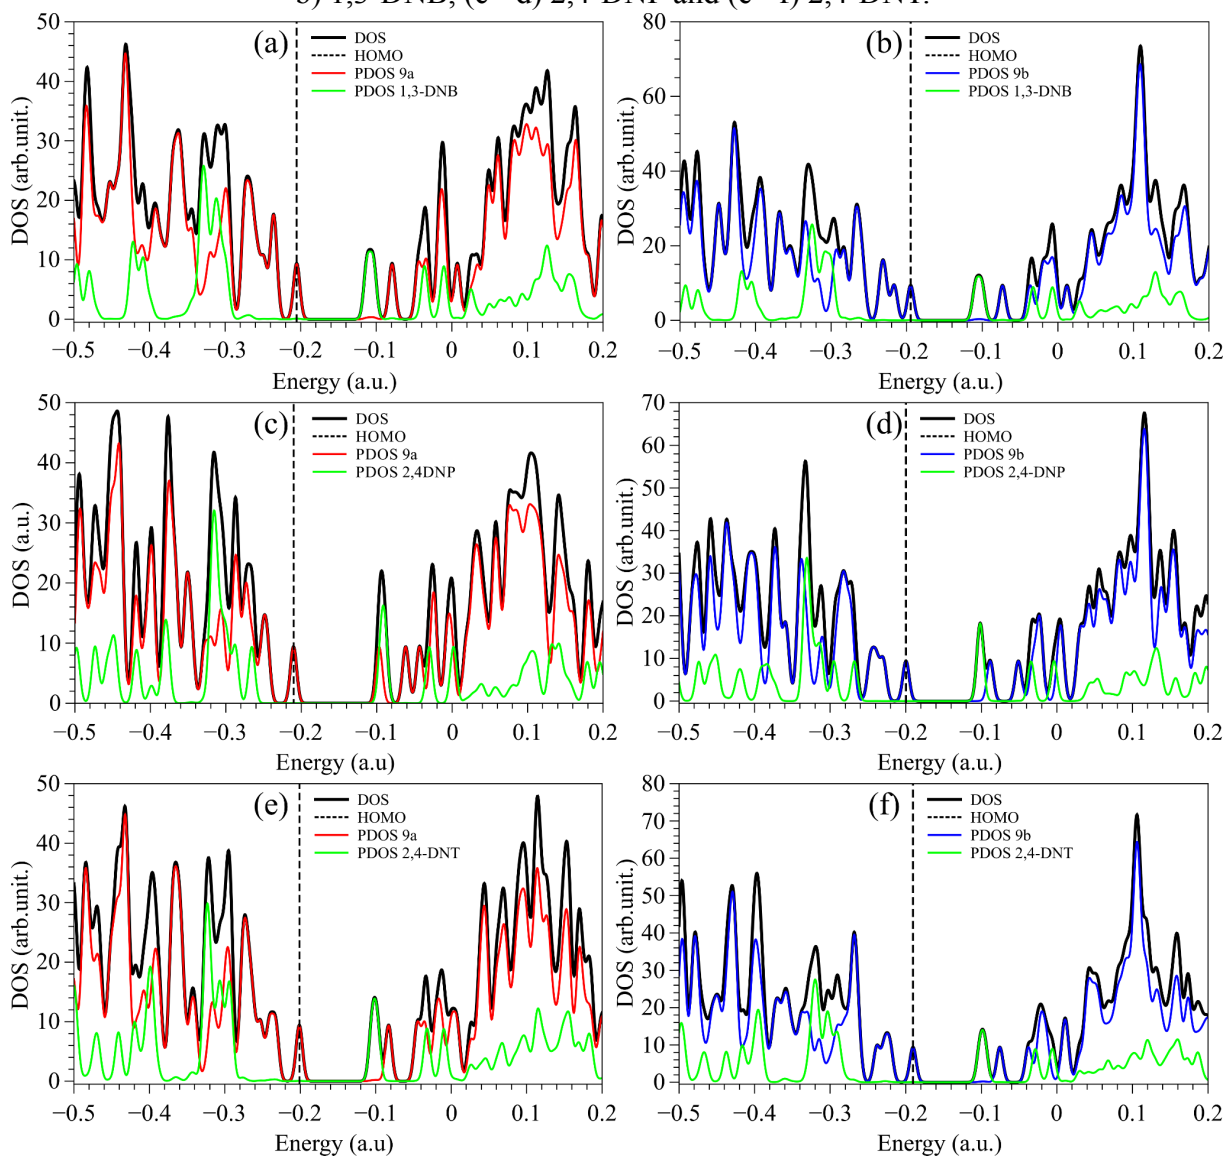 b) 1,3-DNB, (c–d) 2,4-DNP and (e–f) 2,4-DNT.
(a)
DOS
HOMO
PDOS 9a
PDOS 1,3-DNB
DOS (arb.unit.)
50
40
30
20
10
0
−0.5 −0.4 −0.3 −0.2 −0.1 0 0.1 0.2
Energy (a.u.)
(b)
DOS
HOMO
PDOS 9b
PDOS 1,3-DNB
DOS (arb.unit.)
80
60
40
20
0
−0.5 −0.4 −0.3 −0.2 −0.1 0 0.1 0.2
Energy (a.u.)
(c)
DOS
HOMO
PDOS 9a
PDOS 2,4DNP
DOS (a.u.)
50
40
30
20
10
0
−0.5 −0.4 −0.3 −0.2 −0.1 0 0.1 0.2
Energy (a.u)
(d)
DOS
HOMO
PDOS 9b
PDOS 2,4-DNP
DOS (arb.unit.)
70
60
50
40
30
20
10
0
−0.5 −0.4 −0.3 −0.2 −0.1 0 0.1 0.2
Energy (a.u.)
(e)
DOS
HOMO
PDOS 9a
PDOS 2,4-DNT
DOS (arb.unit.)
50
40
30
20
10
0
−0.5 −0.4 −0.3 −0.2 −0.1 0 0.1 0.2
Energy (a.u)
(f)
DOS
HOMO
PDOS 9b
PDOS 2,4-DNT
DOS (arb.unit.)
80
70
60
50
40
30
20
10
0
−0.5 −0.4 −0.3 −0.2 −0.1 0 0.1 0.2
Energy (a.u.)